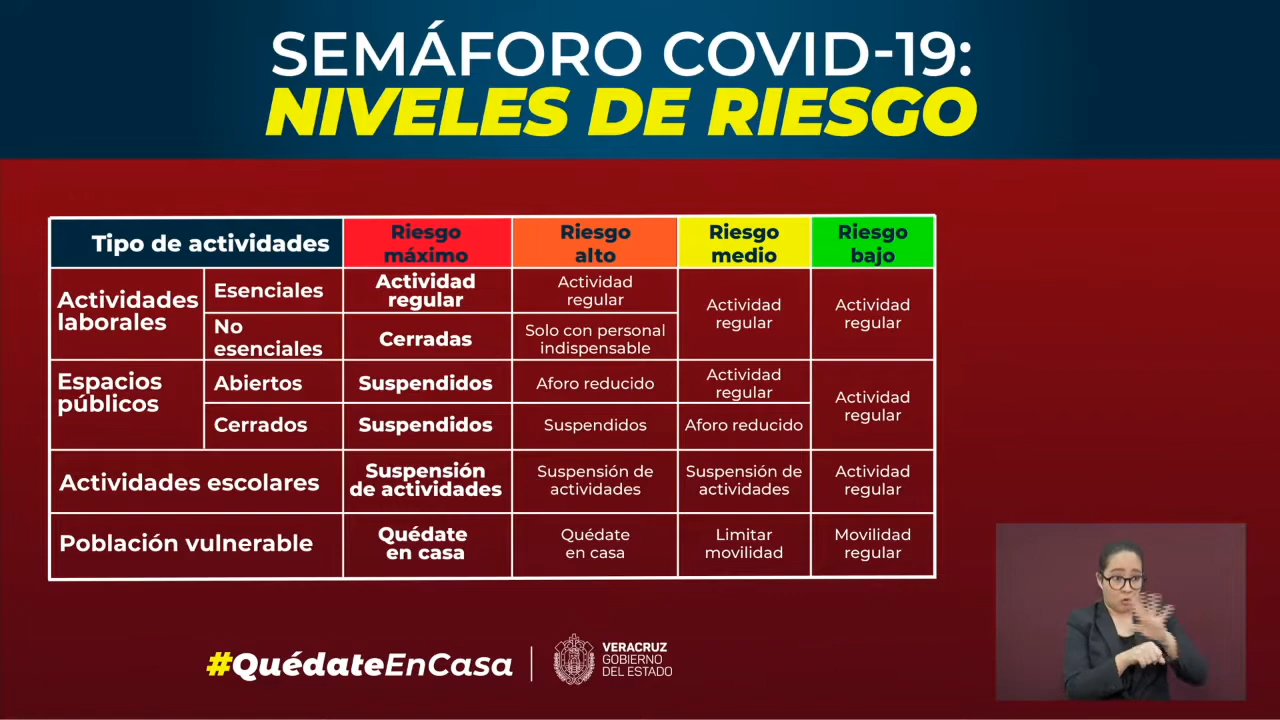 SEMÁFORO COVID-19:
NIVELES DE RIESGO
Tipo de actividades
Riesgo
máximo
Riesgo
alto
Riesgo
medio
Riesgo
bajo
Actividades
laborales
Esenciales
Actividad
regular
Actividad
regular
Actividad
regular
Actividad
regular
No
esenciales
Cerradas
Solo con personal
indispensable
Espacios
públicos
Abiertos
Suspendidos
Aforo reducido
Actividad
regular
Actividad
regular
Cerrados
Suspendidos
Suspendidos
Aforo reducido
Actividades escolares
Suspensión
de actividades
Suspensión de
actividades
Suspensión de
actividades
Actividad
regular
Población vulnerable
Quédate
en casa
Quédate
en casa
Limitar
movilidad
Movilidad
regular
#QuédateEnCasa
VERACRUZ
GOBIERNO
DEL ESTADO